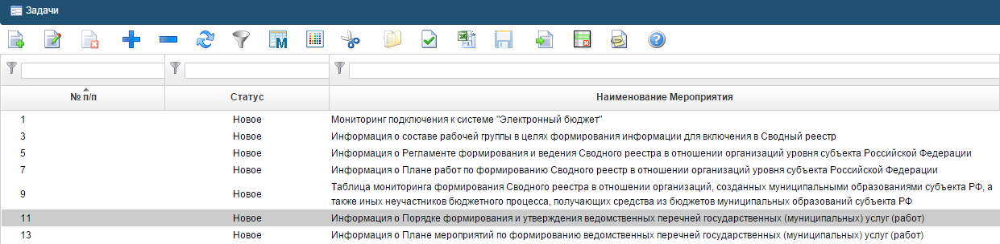 Задачи
№ п/п Статус Наименование Мероприятия
1 Новое Мониторинг подключения к системе "Электронный бюджет"
3 Новое Информация о составе рабочей группы в целях формирования информации для включения в Сводный реестр
5 Новое Информация о Регламенте формирования и ведения Сводного реестра в отношении организаций уровня субъекта Российской Федерации
7 Новое Информация о Плане работ по формированию Сводного реестр в отношении организаций уровня субъекта Российской Федерации
9 Новое Таблица мониторинга формирования Сводного реестра в отношении организаций, созданных муниципальными образованиями субъекта РФ, а
также иных неучастников бюджетного процесса, получающих средства из бюджетов муниципальных образований субъекта РФ
11 Новое Информация о Порядке формирования и утверждения ведомственных перечней государственных (муниципальных) услуг (работ)
13 Новое Информация о Плане мероприятий по формированию ведомственных перечней государственных (муниципальных) услуг (работ)